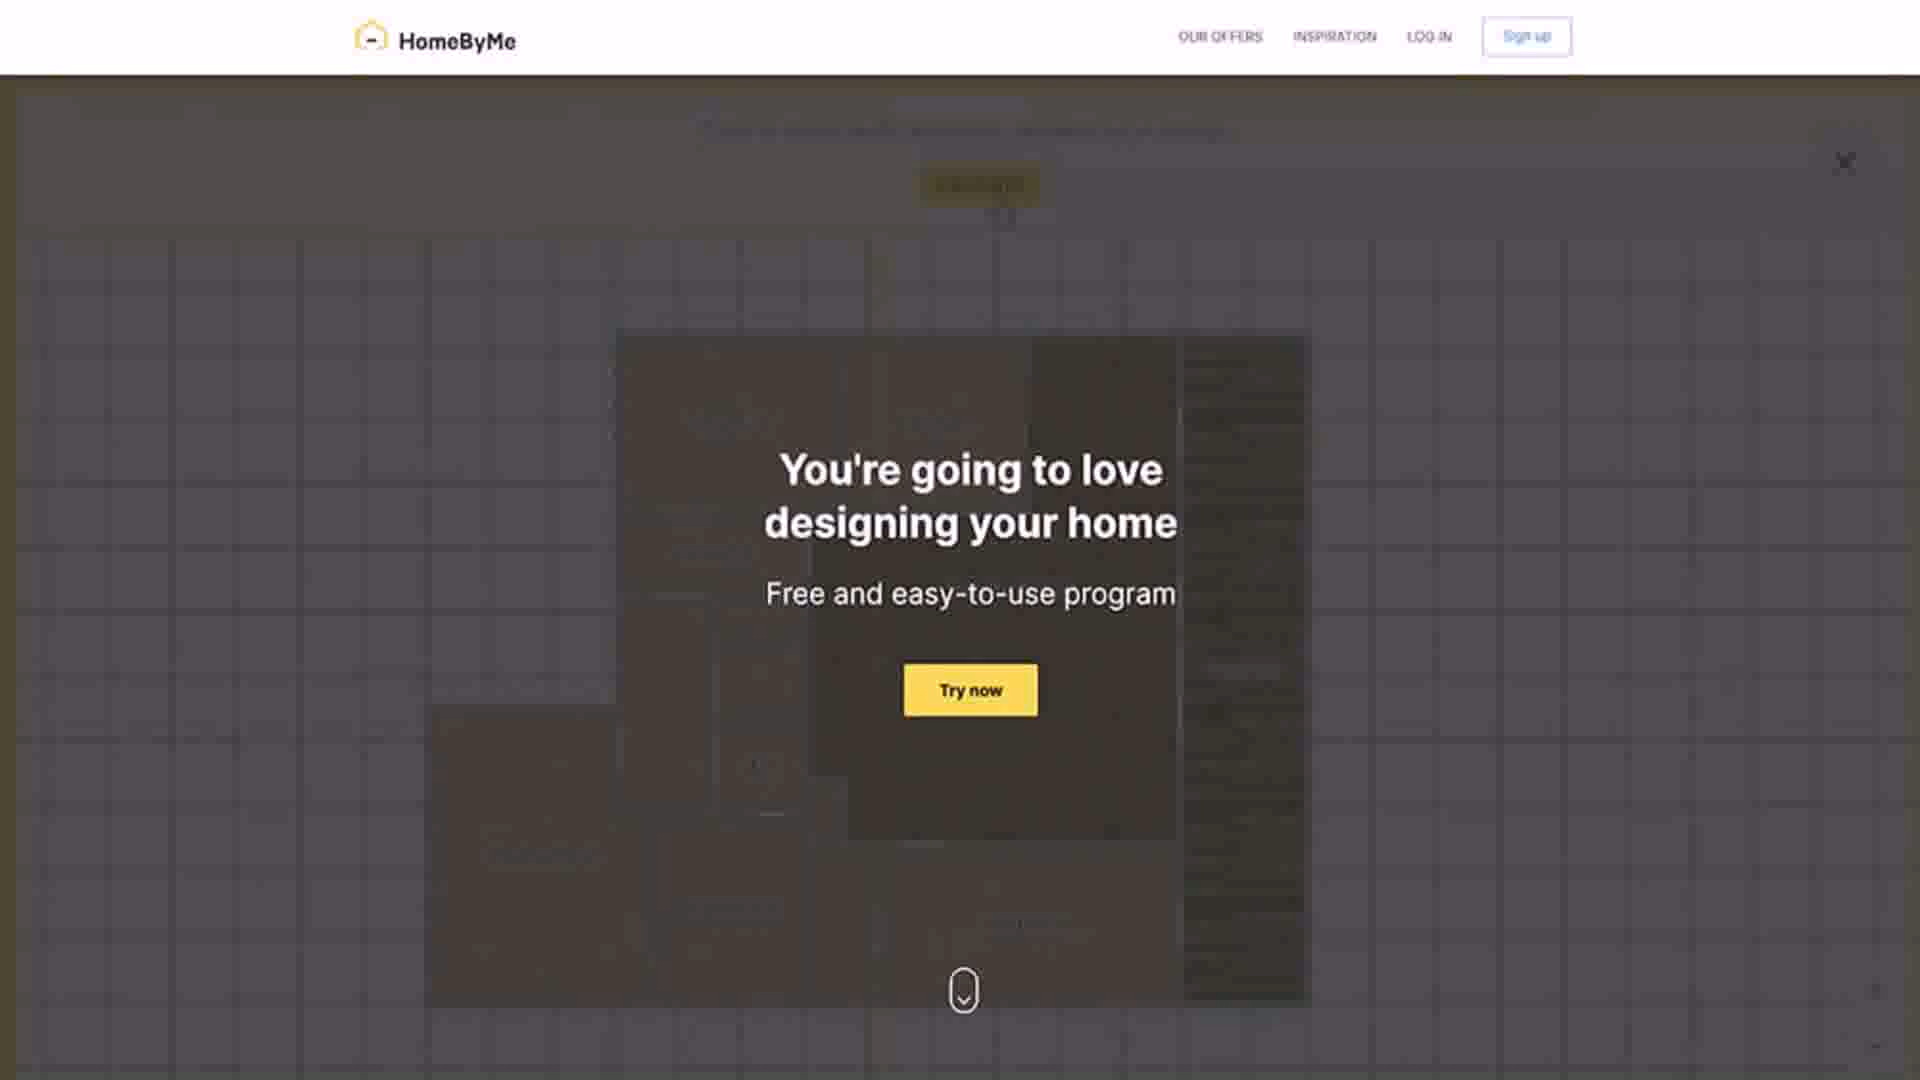 HomeByMe
OUR OFFERS INSPIRATION LOG IN Sign up
You're going to love
designing your home
Free and easy-to-use program
Try now